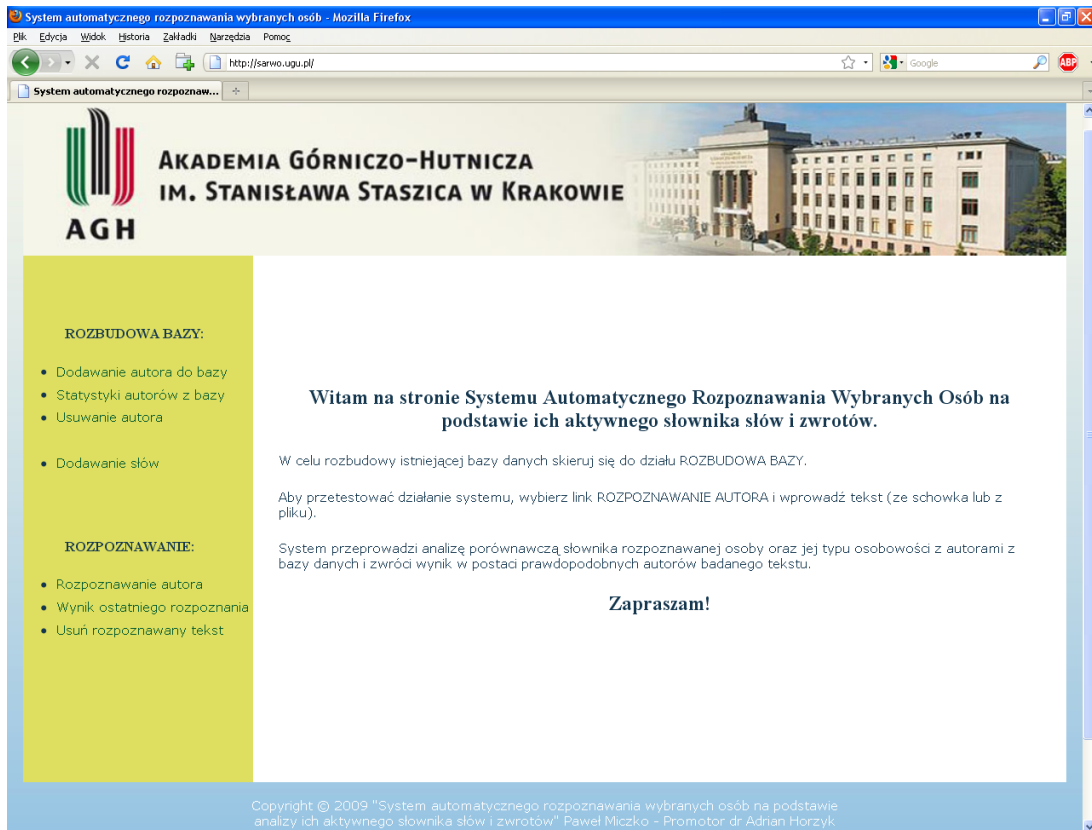 System automatycznego rozpoznawania wybranych osób - Mozilla Firefox
Plik Edycja Widok Historia Zakładki Narzędzia Pomoc
http://sarwo.ugu.pl/ Google ABP
System automatycznego rozpoznaw...
AKADEMIA GÓRNICZO-HUTNICZA
IM. STANISŁAWA STASZICA W KRAKOWIE
AGH
ROZBUDOWA BAZY:
Dodawanie autora do bazy
Statystyki autorów z bazy
Usuwanie autora
Dodawanie słów
ROZPOZNAWANIE:
Rozpoznawanie autora
Wynik ostatniego rozpoznania
Usuń rozpoznawany tekst
Witam na stronie Systemu Automatycznego Rozpoznawania Wybranych Osób na
podstawie ich aktywnego słownika słów i zwrotów.
W celu rozbudowy istniejącej bazy danych skieruj się do działu ROZBUDOWA BAZY.
Aby przetestować działanie systemu, wybierz link ROZPOZNAWANIE AUTORA i wprowadź tekst (ze schowka lub z
pliku).
System przeprowadzi analizę porównawczą słownika rozpoznawanej osoby oraz jej typu osobowości z autorami z
bazy danych i zwróci wynik w postaci prawdopodobnych autorów badanego tekstu.
Zapraszam!
Copyright © 2009 "System automatycznego rozpoznawania wybranych osób na podstawie
analizy ich aktywnego słownika słów i zwrotów" Paweł Miczko - Promotor dr Adrian Horzyk